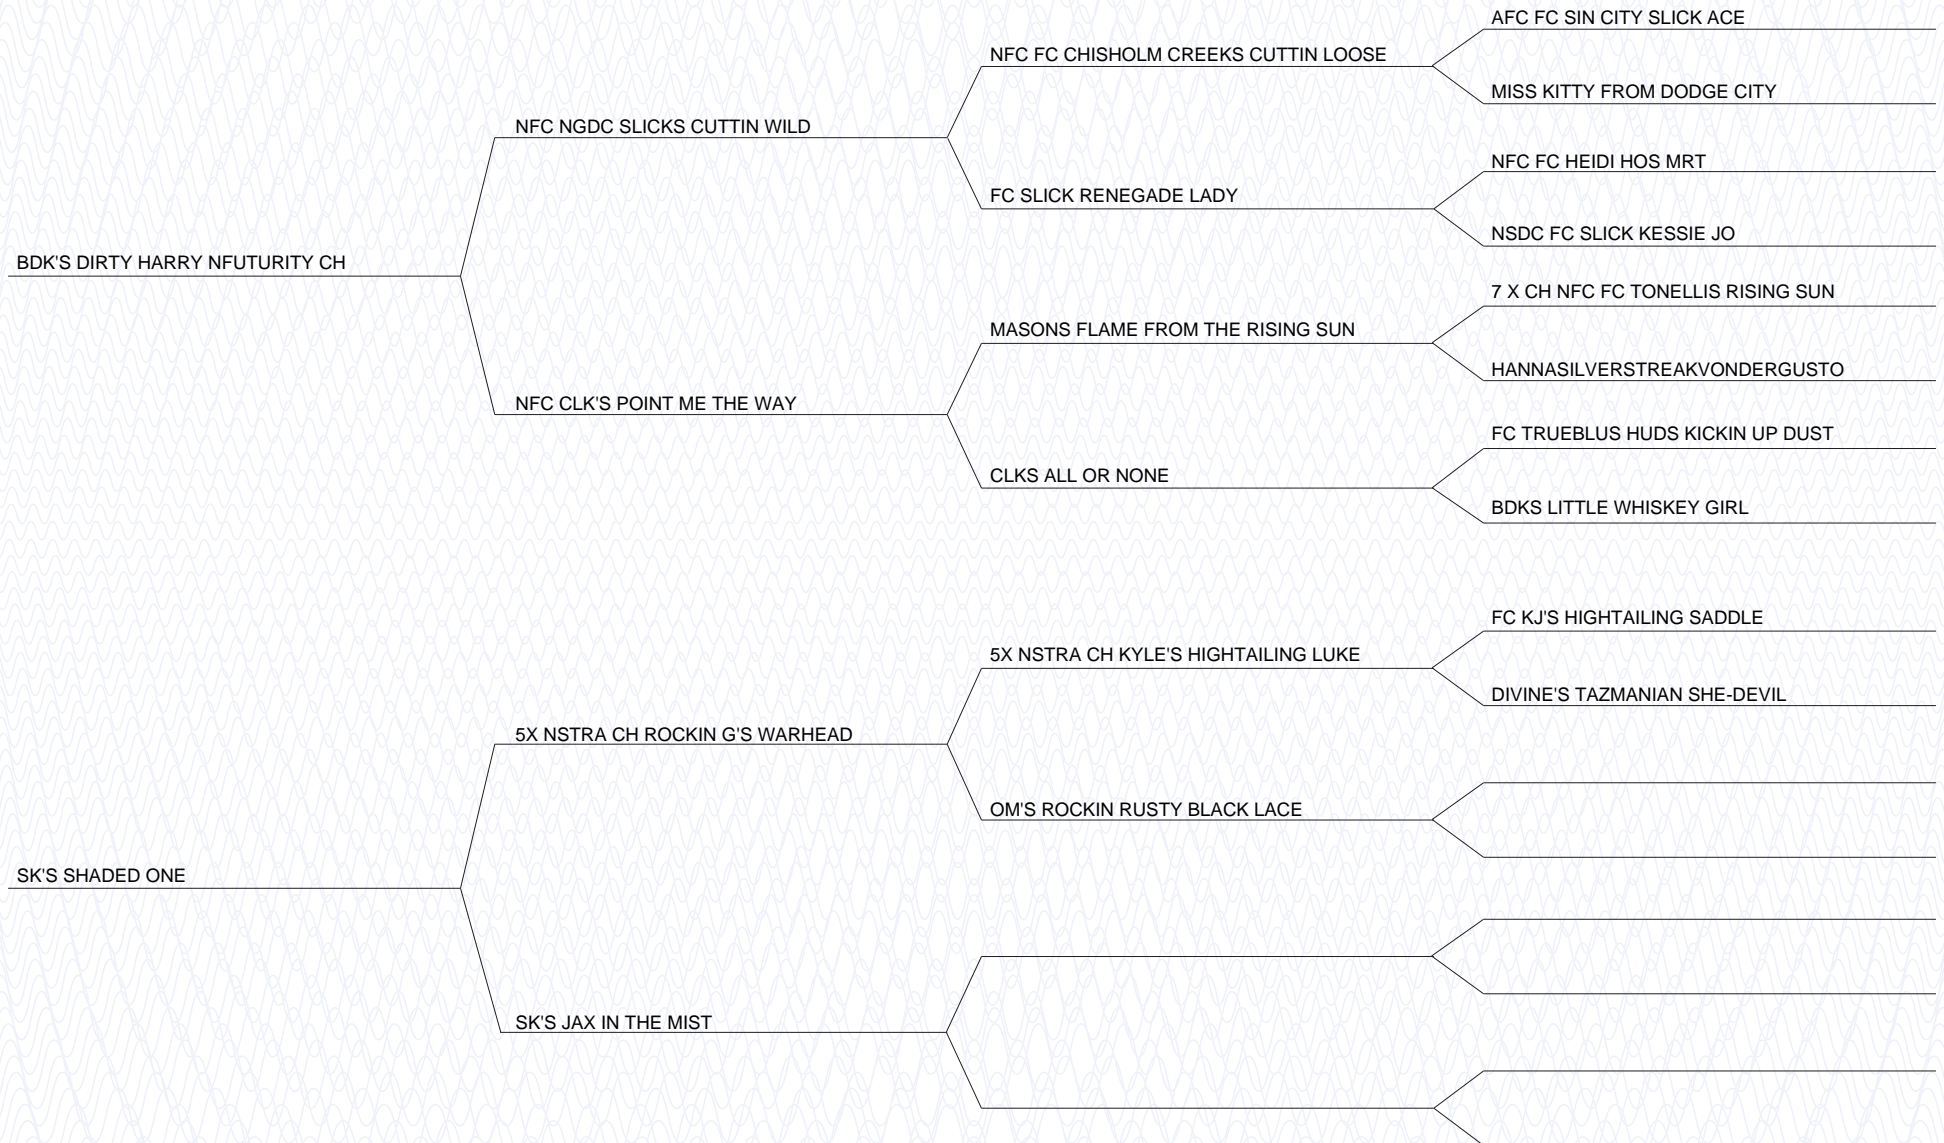 AFC FC SIN CITY SLICK ACE
NFC FC CHISHOLM CREEKS CUTTIN LOOSE
MISS KITTY FROM DODGE CITY
NFC NGDC SLICKS CUTTIN WILD
NFC FC HEIDI HOS MRT
FC SLICK RENEGADE LADY
NSDC FC SLICK KESSIE JO
BDK'S DIRTY HARRY NFUTURITY CH
7 X CH NFC FC TONELLIS RISING SUN
MASONS FLAME FROM THE RISING SUN
HANNASILVERSTREAKVONDERGUSTO
NFC CLK'S POINT ME THE WAY
FC TRUEBLUS HUDS KICKIN UP DUST
CLKS ALL OR NONE
BDKS LITTLE WHISKEY GIRL
FC KJ'S HIGHTAILING SADDLE
5X NSTRA CH KYLE'S HIGHTAILING LUKE
DIVINE'S TAZMANIAN SHE-DEVIL
5X NSTRA CH ROCKIN G'S WARHEAD
OM'S ROCKIN RUSTY BLACK LACE
SK'S SHADED ONE
SK'S JAX IN THE MIST